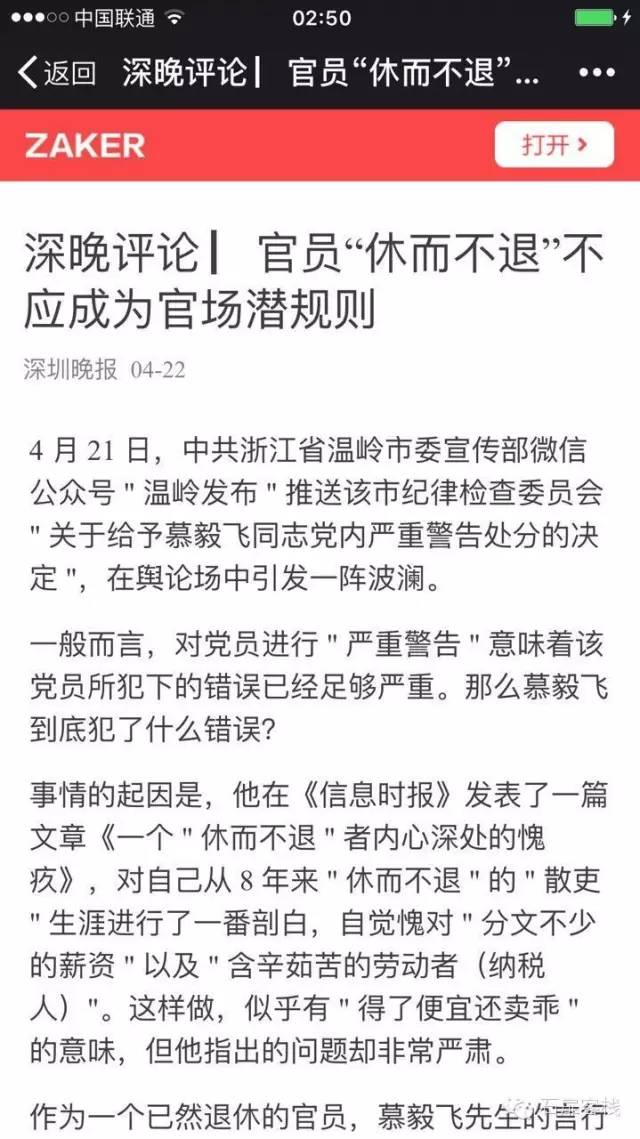 中国联通 02:50
返回 深晚评论 | 官员“休而不退”...
ZAKER 打开
深晚评论 | 官员“休而不退”不
应成为官场潜规则
深圳晚报 04-22
4 月 21 日，中共浙江省温岭市委宣传部微信
公众号 " 温岭发布 " 推送该市纪律检查委员会
" 关于给予慕毅飞同志党内严重警告处分的决
定 "，在舆论场中引发一阵波澜。
一般而言，对党员进行 " 严重警告 " 意味着该
党员所犯下的错误已经足够严重。那么慕毅飞
到底犯了什么错误？
事情的起因是，他在《信息时报》发表了一篇
文章《一个 " 休而不退 " 者内心深处的愧
疚》，对自己从 8 年来 " 休而不退 " 的 " 散吏
" 生涯进行了一番剖白，自觉愧对 " 分文不少
的薪资 " 以及 " 含辛茹苦的劳动者（纳税
人）"。这样做，似乎有 " 得了便宜还卖乖 "
的意味，但他指出的问题却非常严肃。
作为一个已然退休的官员，慕毅飞先生的言行
客栈